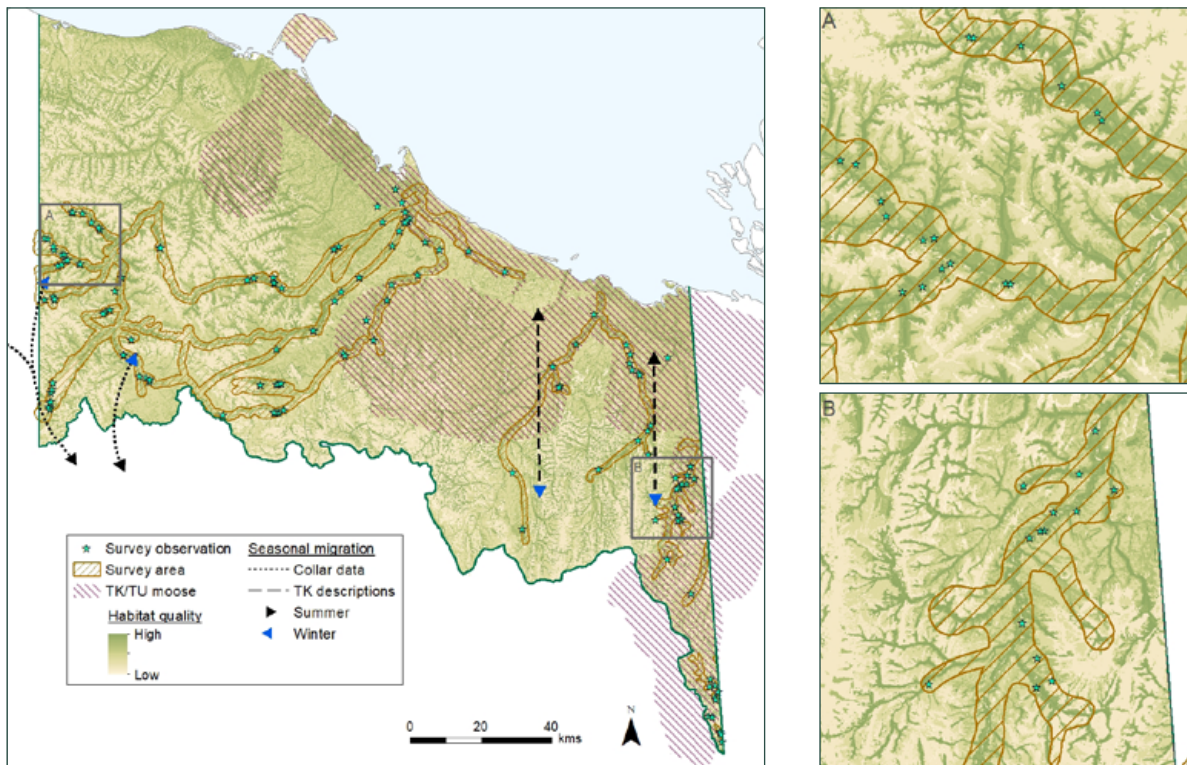 A
B
Survey observation
Survey area
TK/TU moose
Habitat quality
High
Low
Seasonal migration
Collar data
TK descriptions
Summer
Winter
N
0 20 40
kms
A
B